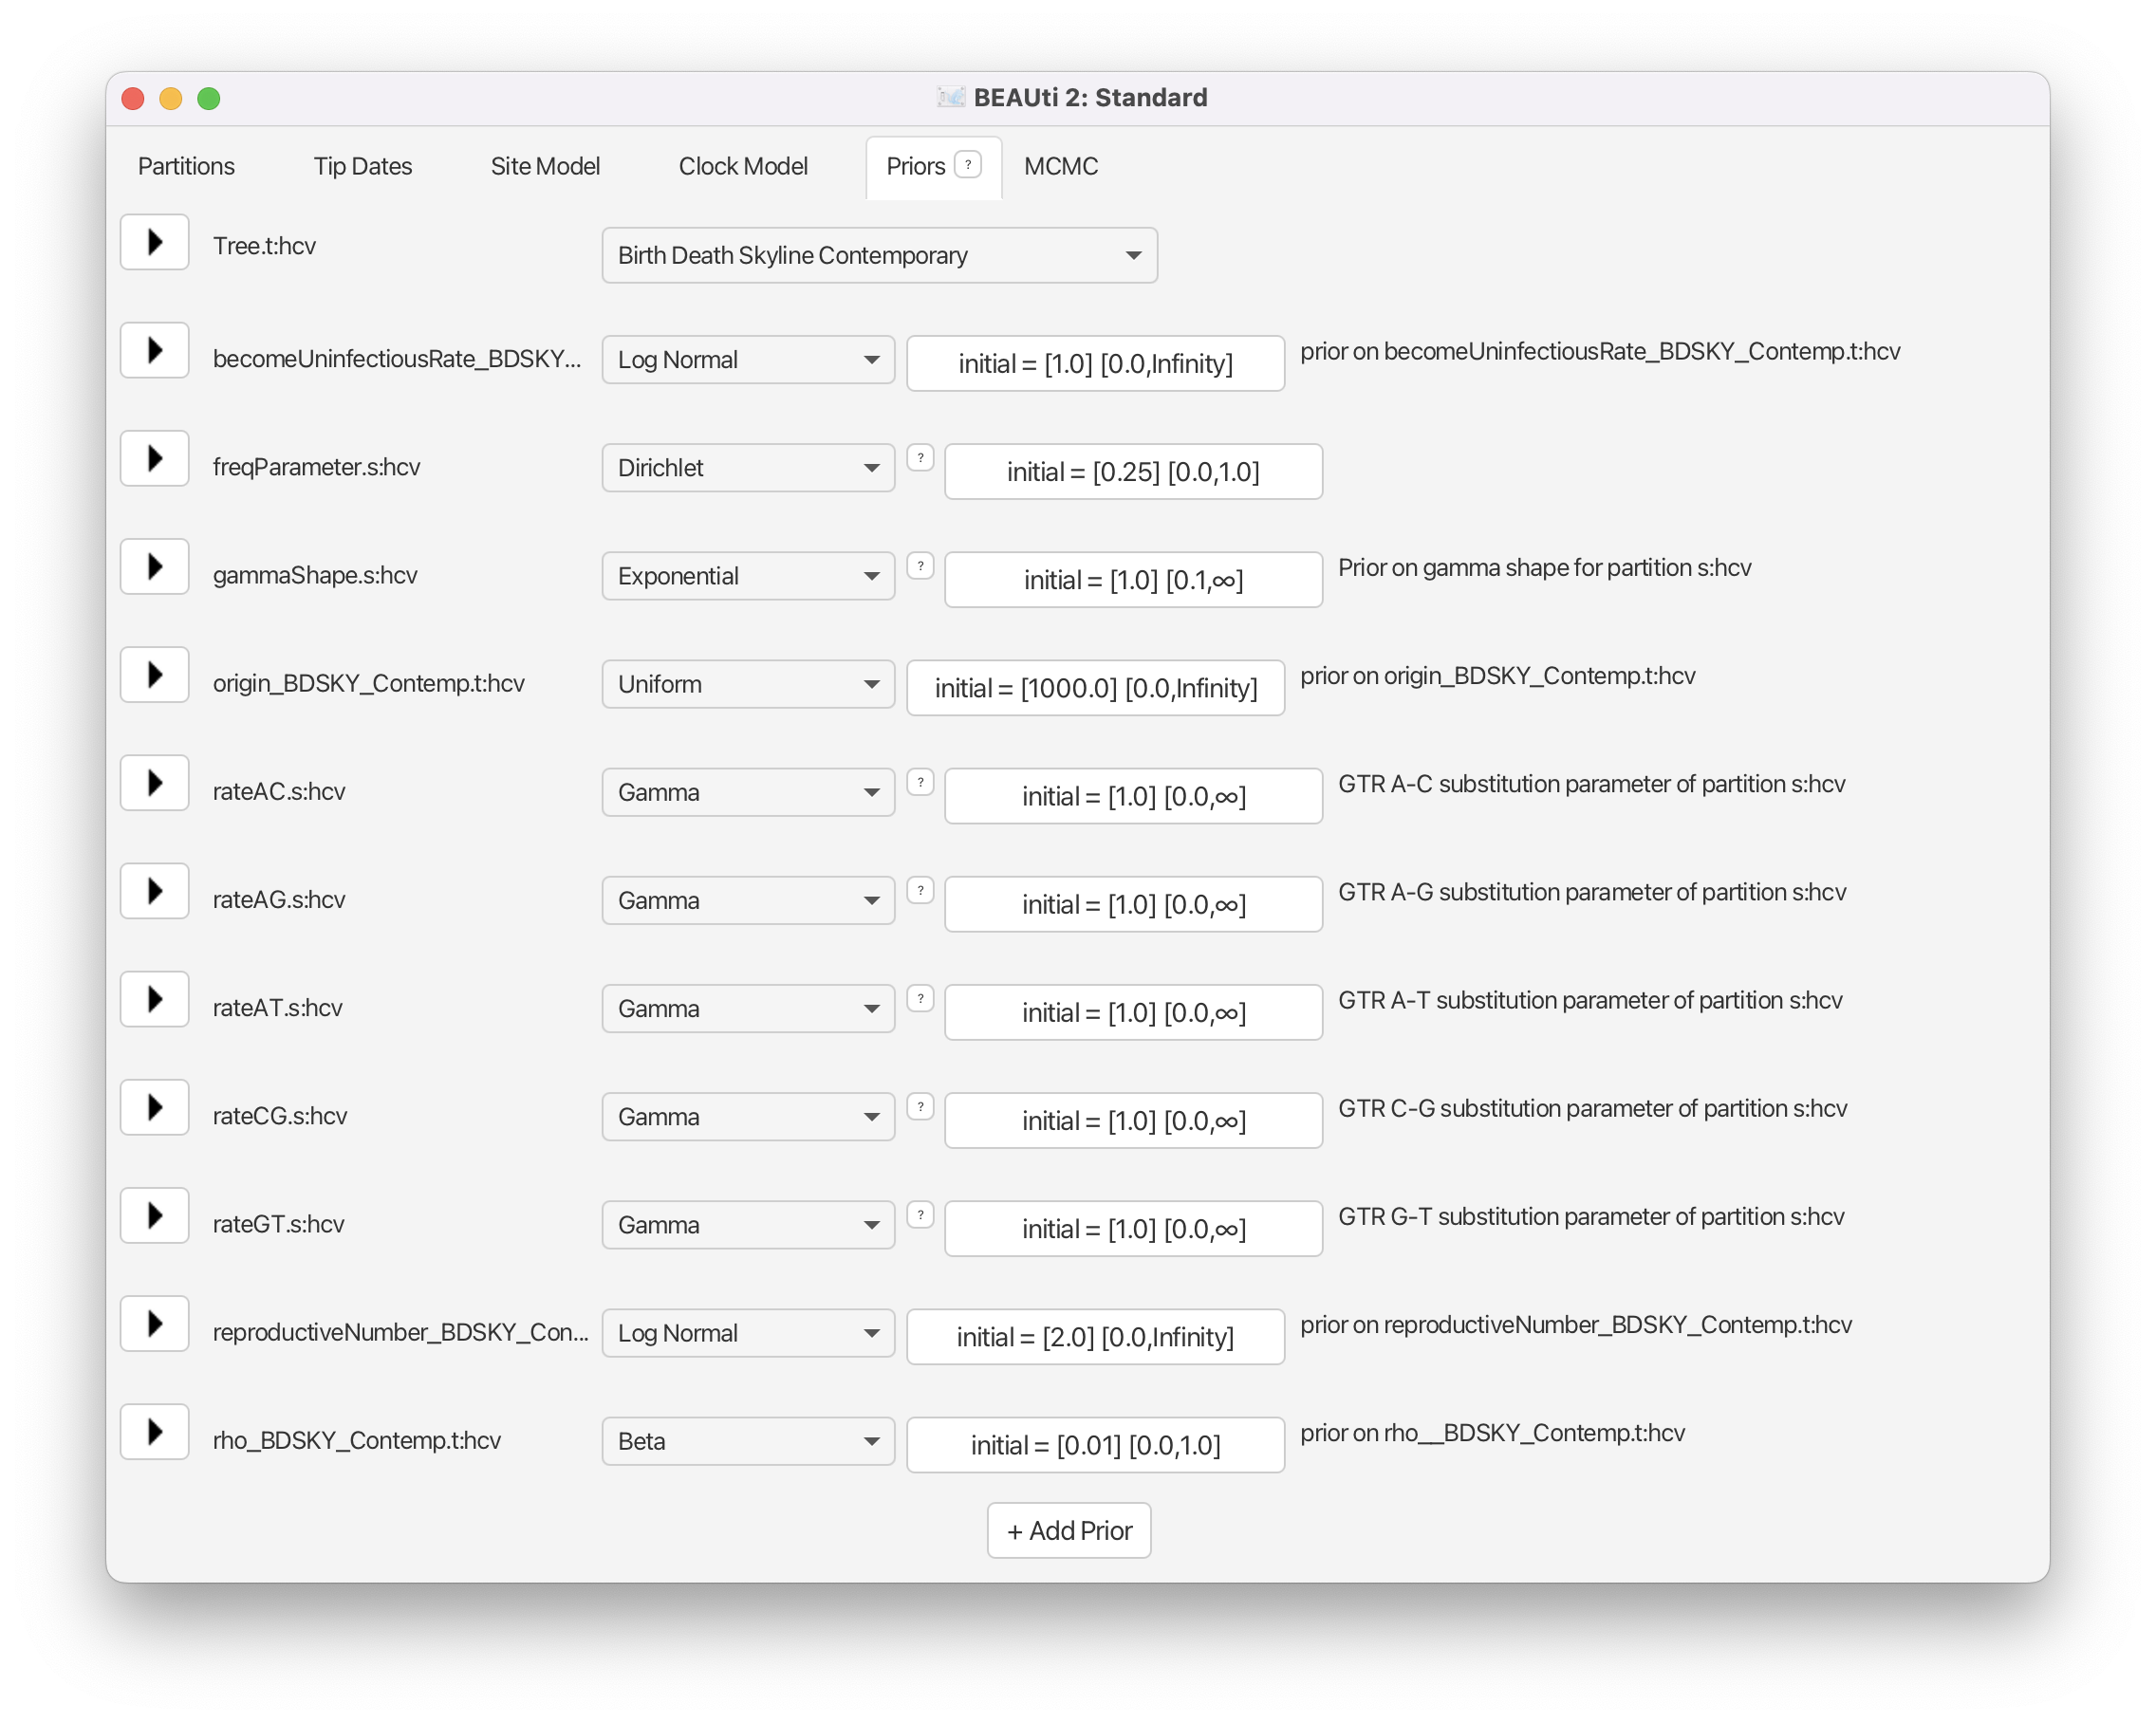 BEAUti 2: Standard
Partitions Tip Dates Site Model Clock Model Priors ? MCMC
Tree.t:hcv Birth Death Skyline Contemporary
becomeUninfectiousRate_BDSKY... Log Normal initial = [1.0] [0.0,Infinity] prior on becomeUninfectiousRate_BDSKY_Contemp.t:hcv
freqParameter.s:hcv Dirichlet ? initial = [0.25] [0.0,1.0]
gammaShape.s:hcv Exponential ? initial = [1.0] [0.1,∞] Prior on gamma shape for partition s:hcv
origin_BDSKY_Contemp.t:hcv Uniform initial = [1000.0] [0.0,Infinity] prior on origin_BDSKY_Contemp.t:hcv
rateAC.s:hcv Gamma ? initial = [1.0] [0.0,∞] GTR A-C substitution parameter of partition s:hcv
rateAG.s:hcv Gamma ? initial = [1.0] [0.0,∞] GTR A-G substitution parameter of partition s:hcv
rateAT.s:hcv Gamma ? initial = [1.0] [0.0,∞] GTR A-T substitution parameter of partition s:hcv
rateCG.s:hcv Gamma ? initial = [1.0] [0.0,∞] GTR C-G substitution parameter of partition s:hcv
rateGT.s:hcv Gamma ? initial = [1.0] [0.0,∞] GTR G-T substitution parameter of partition s:hcv
reproductiveNumber_BDSKY_Con... Log Normal initial = [2.0] [0.0,Infinity] prior on reproductiveNumber_BDSKY_Contemp.t:hcv
rho_BDSKY_Contemp.t:hcv Beta initial = [0.01] [0.0,1.0] prior on rho__BDSKY_Contemp.t:hcv
+ Add Prior